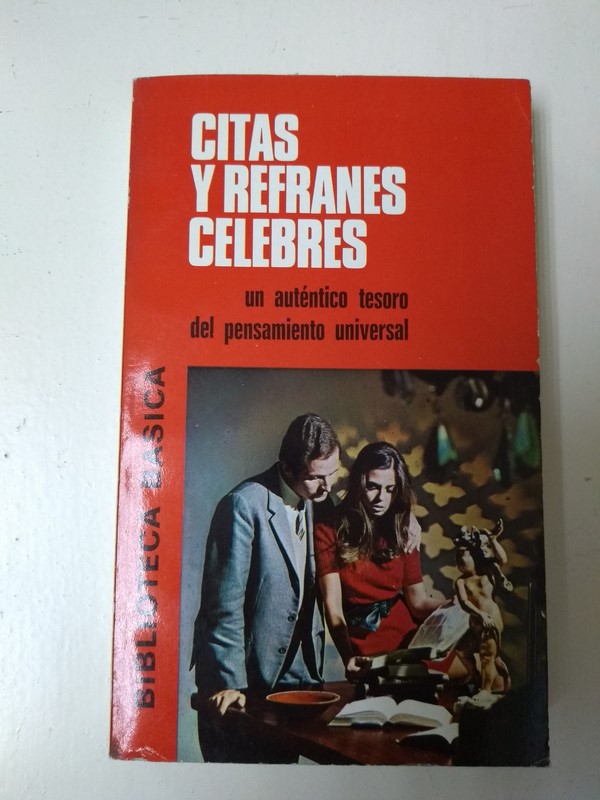 CITAS
Y REFRANES
CELEBRES
un auténtico tesoro
del pensamiento universal
BIBLIOTECA BASICA